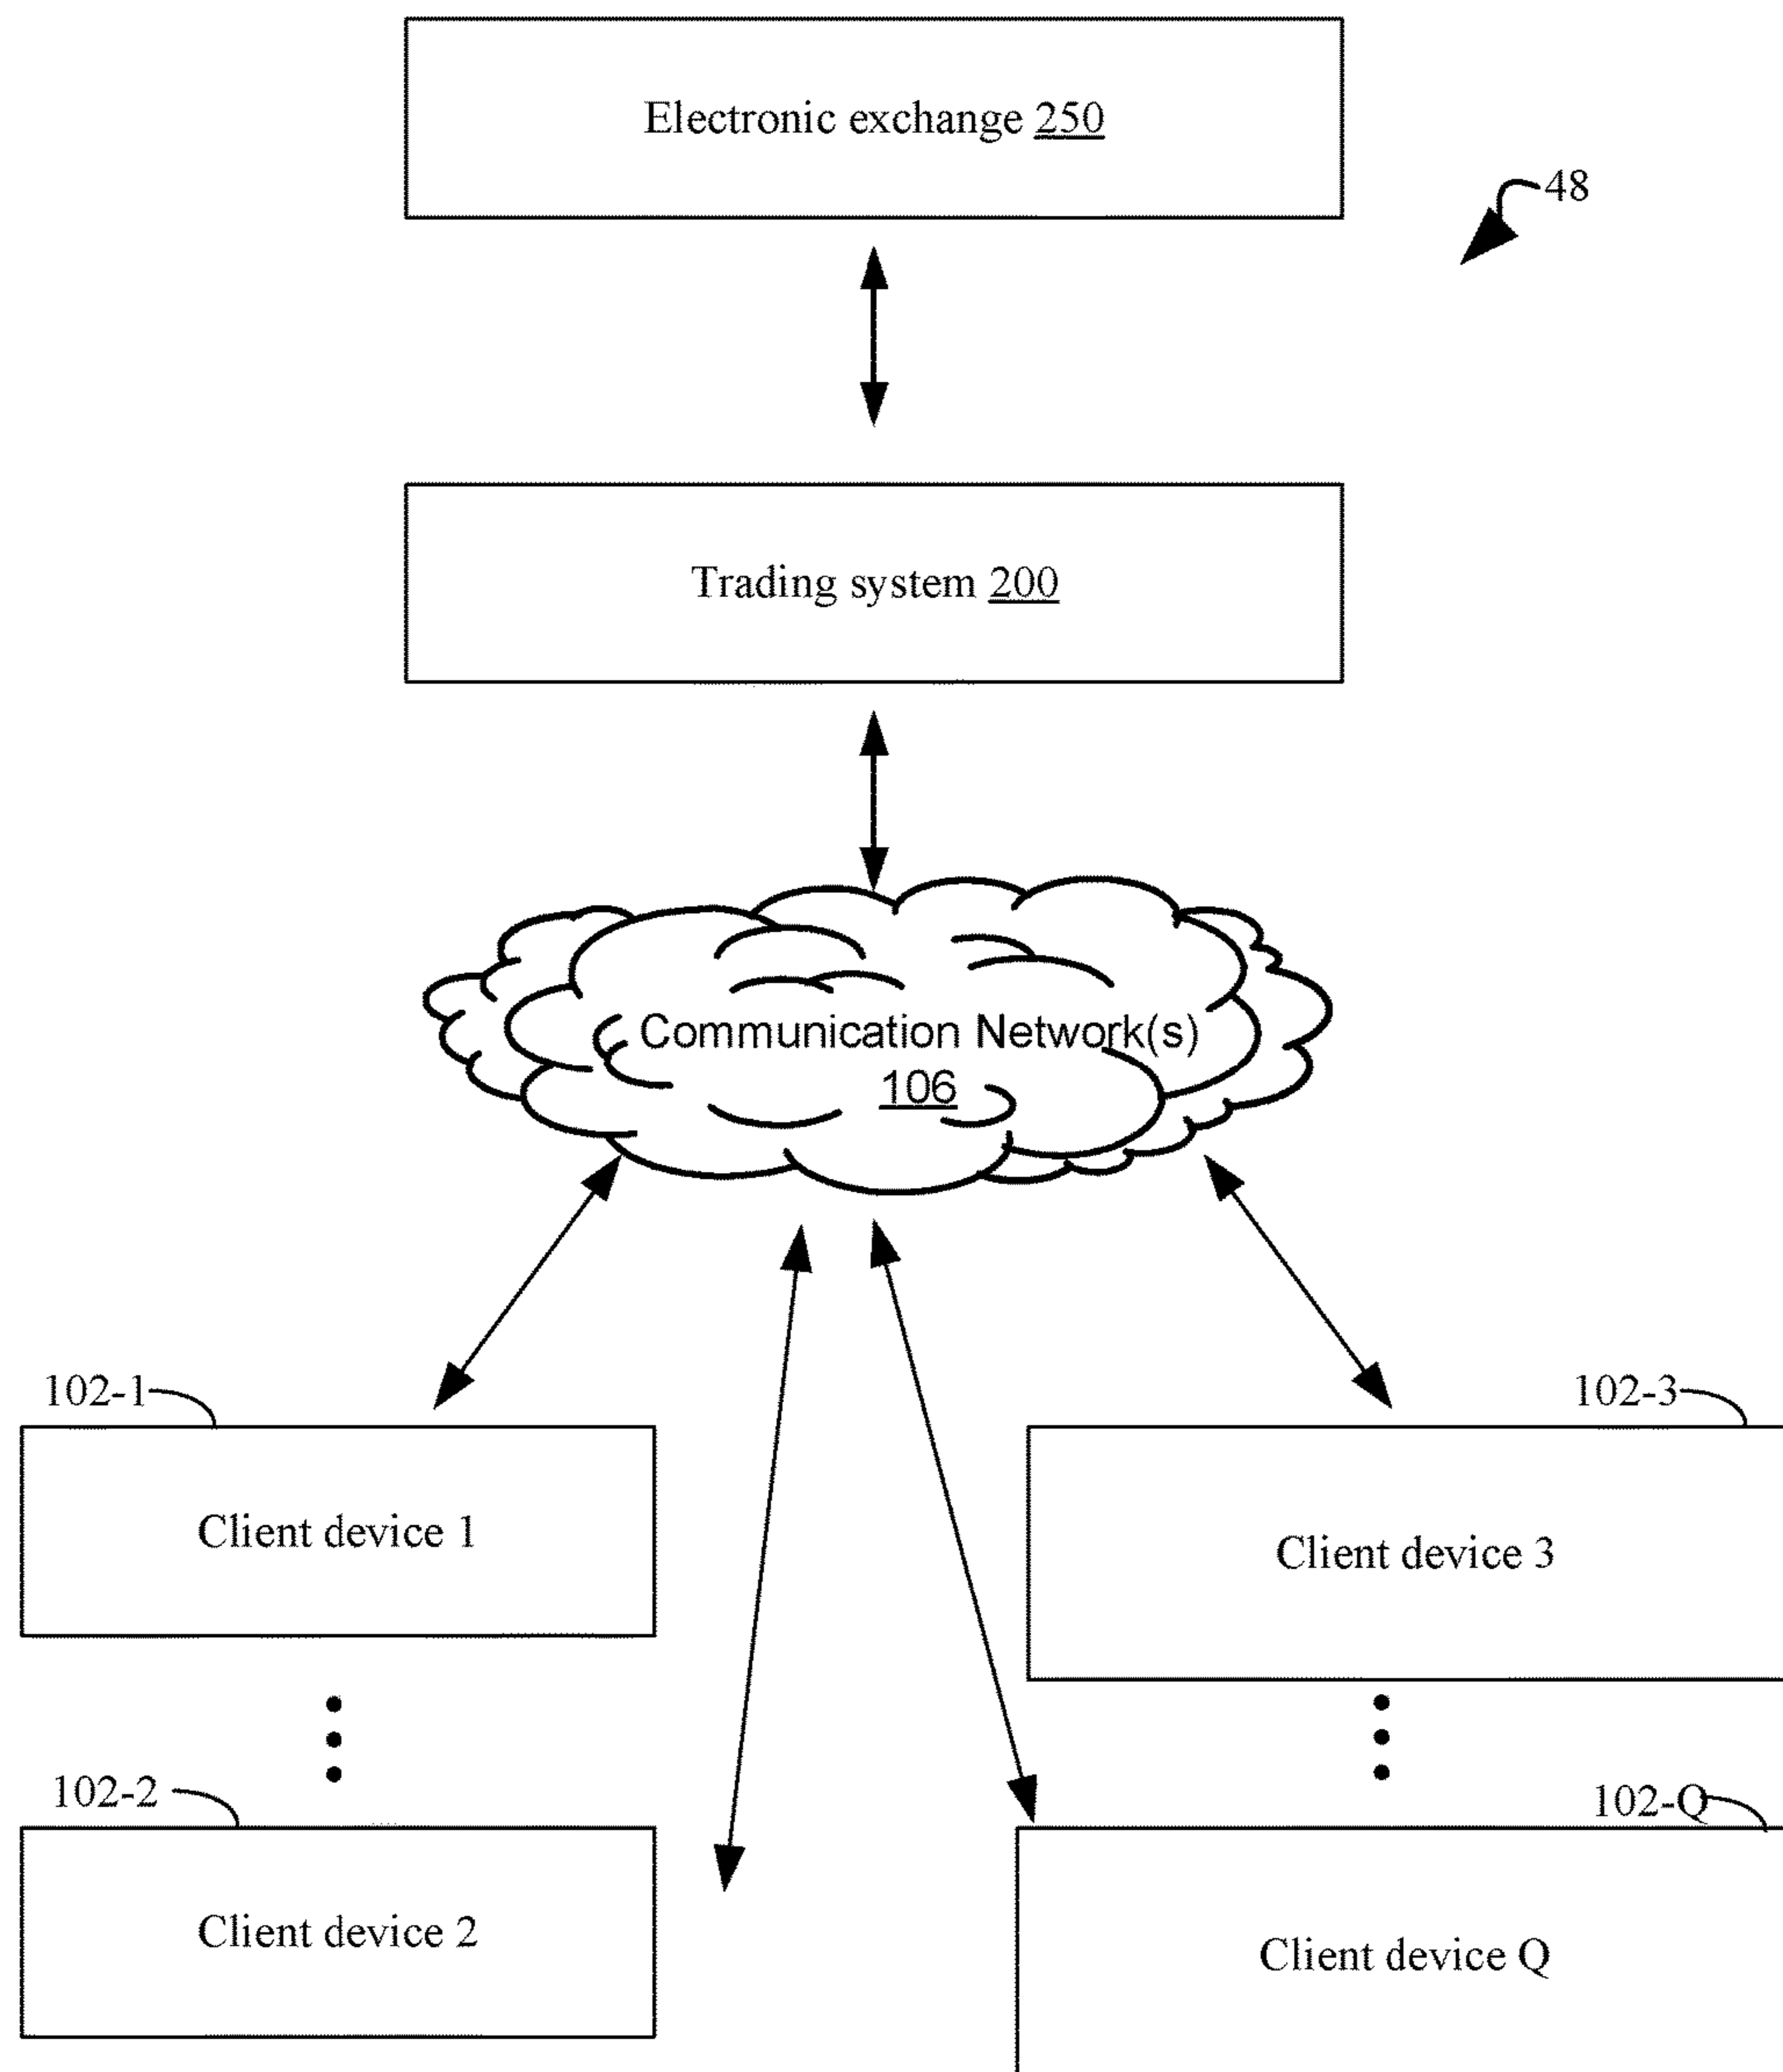 Electronic exchange 250
48
Trading system 200
Communication Network(s)
106
102-1
102-3
Client device 1
Client device 3
102-2
102-Q
Client device 2
Client device Q